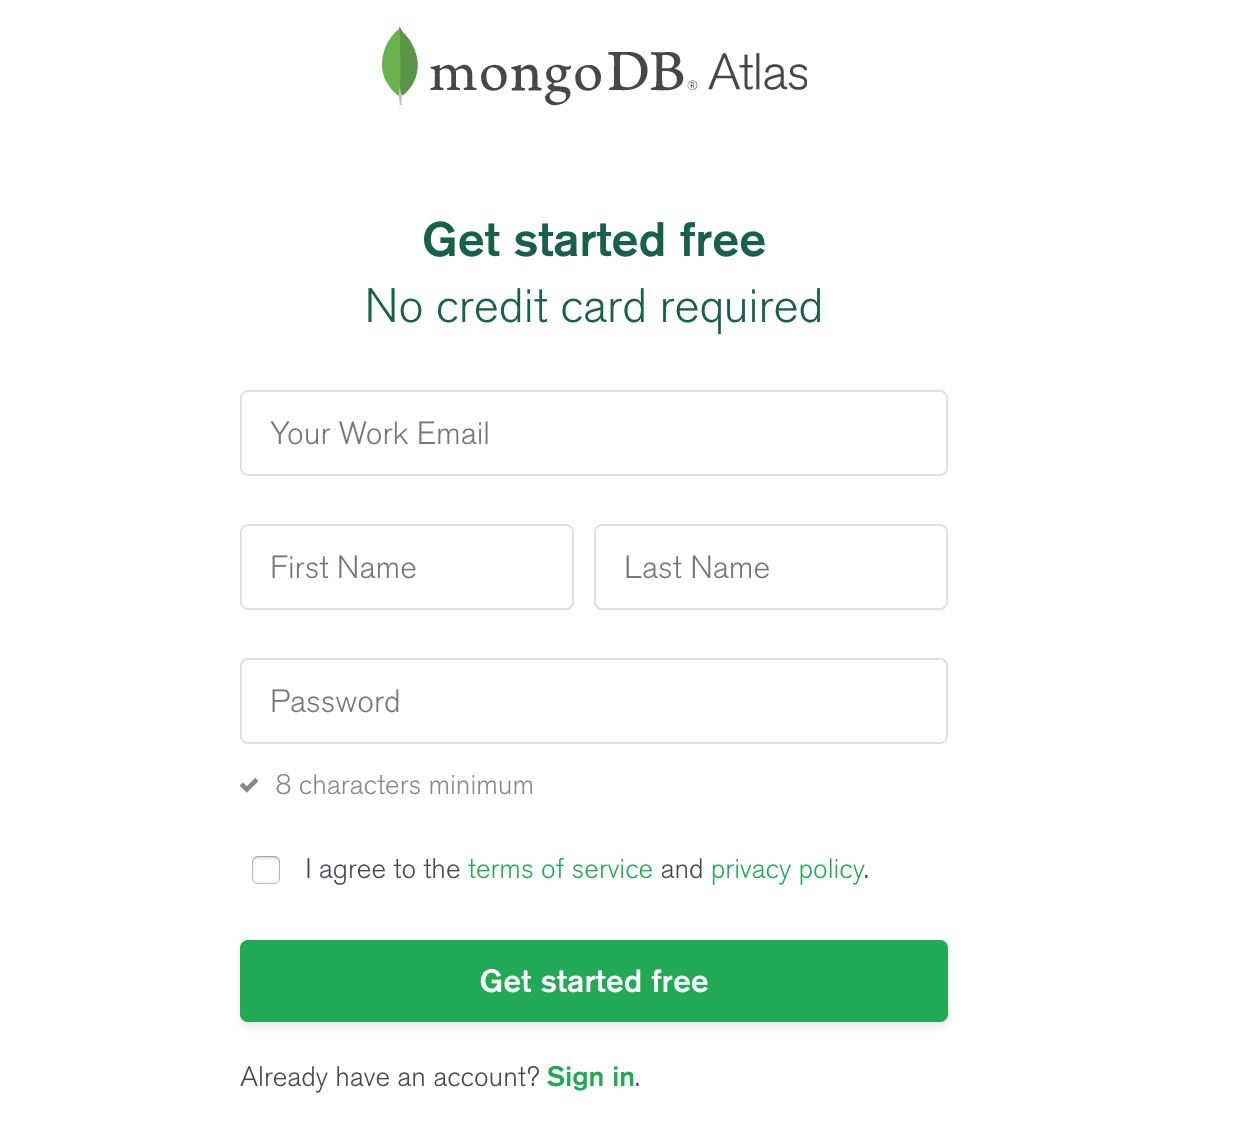 mongoDB® Atlas
Get started free
No credit card required
Your Work Email
First Name
Last Name
Password
8 characters minimum
I agree to the terms of service and privacy policy.
Get started free
Already have an account? Sign in.